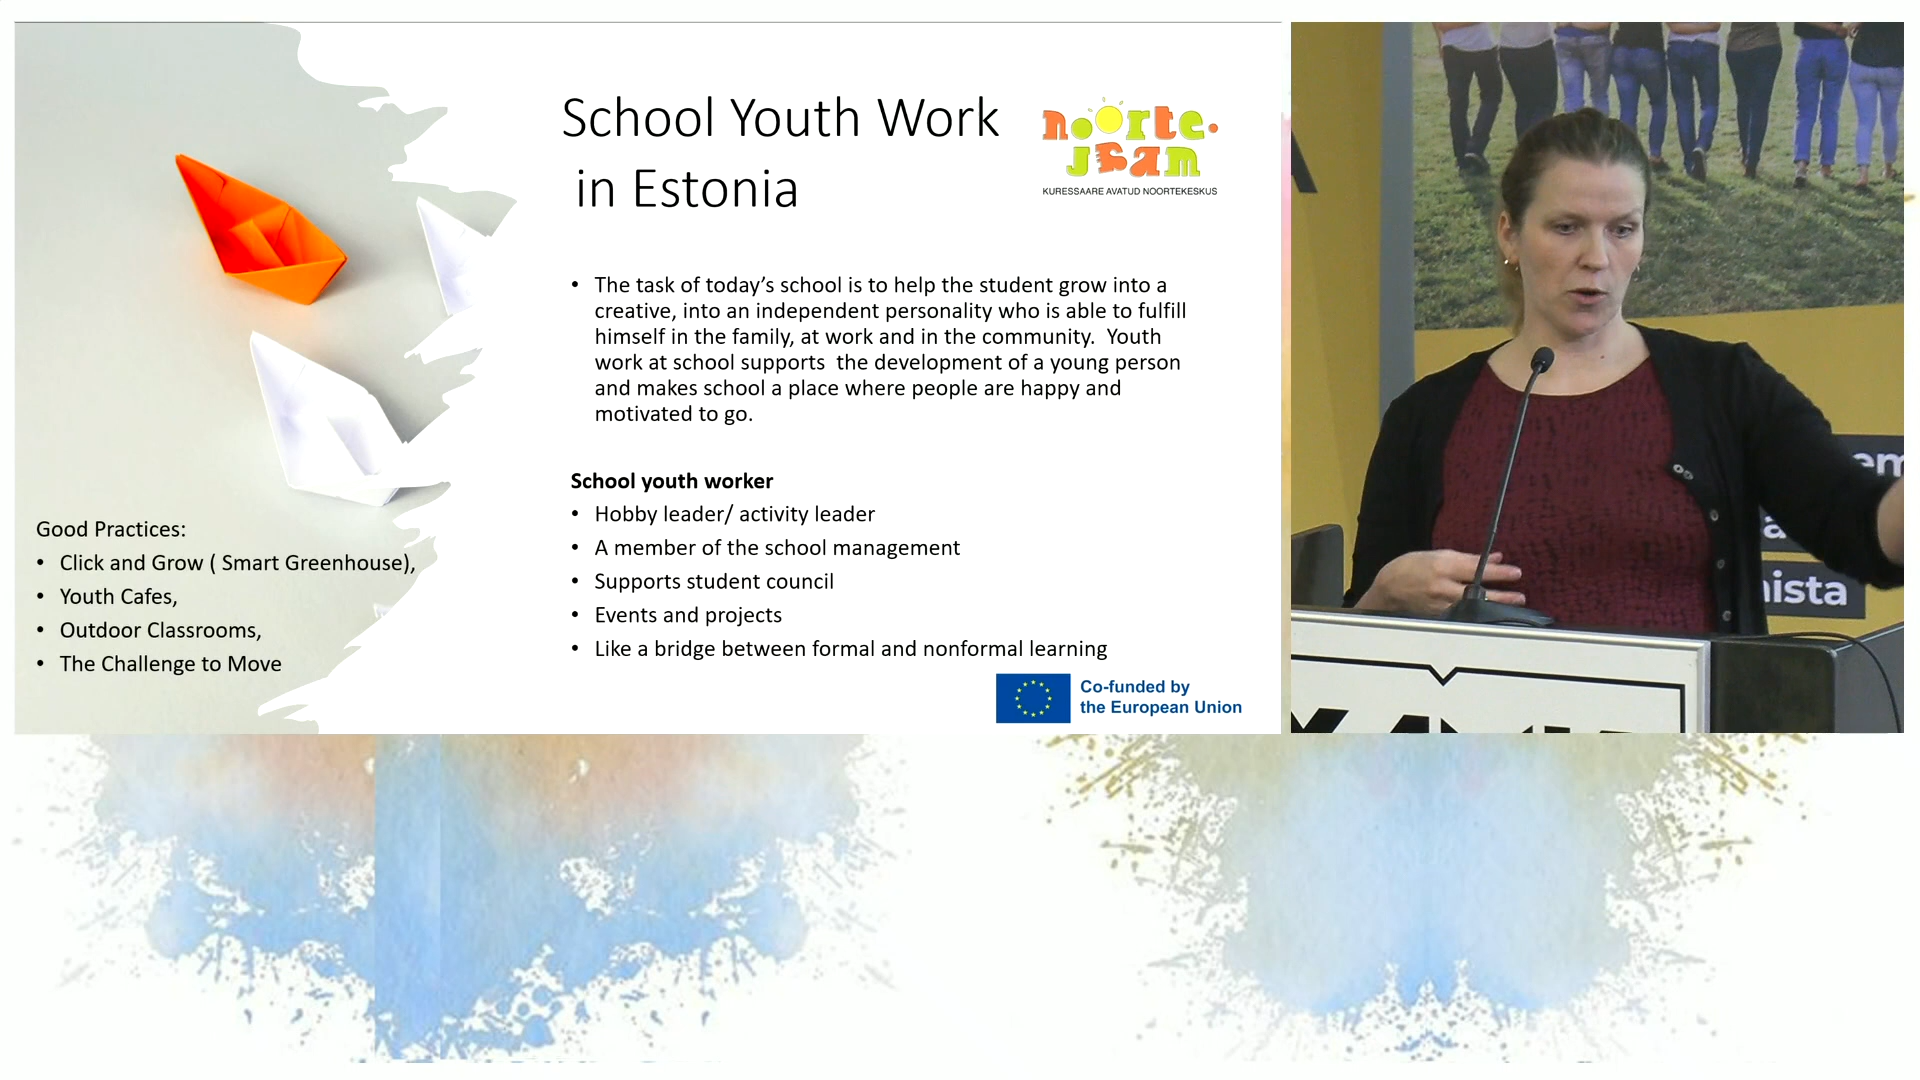 School Youth Work
in Estonia
noorte.
jaam
KURESSAARE AVATUD NOORTEKESKUS
• The task of today’s school is to help the student grow into a
creative, into an independent personality who is able to fulfill
himself in the family, at work and in the community.  Youth
work at school supports  the development of a young person
and makes school a place where people are happy and
motivated to go.
School youth worker
• Hobby leader/ activity leader
• A member of the school management
• Supports student council
• Events and projects
• Like a bridge between formal and nonformal learning
Good Practices:
• Click and Grow ( Smart Greenhouse),
• Youth Cafes,
• Outdoor Classrooms,
• The Challenge to Move
Co-funded by
the European Union